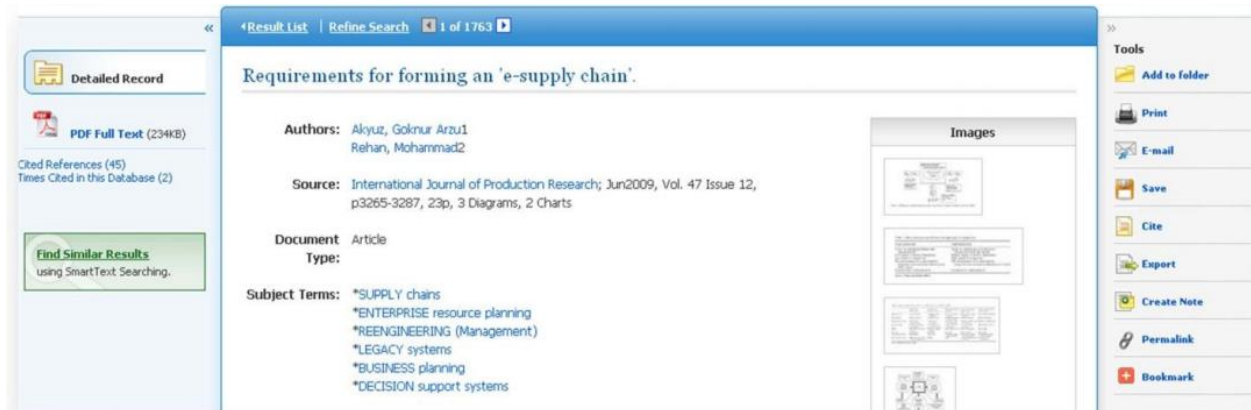 «
Detailed Record
PDF Full Text (234KB)
Cited References (45)
Times Cited in this Database (2)
Find Similar Results
using SmartText Searching.
Result List | Refine Search 1 of 1763
Requirements for forming an 'e-supply chain'.
Authors: Akyuz, Goknur Arzu1
Rehan, Mohammad2
Source: International Journal of Production Research; Jun2009, Vol. 47 Issue 12,
p3265-3287, 23p, 3 Diagrams, 2 Charts
Document Article
Type:
Subject Terms: *SUPPLY chains
*ENTERPRISE resource planning
*REENGINEERING (Management)
*LEGACY systems
*BUSINESS planning
*DECISION support systems
Images
»
Tools
Add to folder
Print
E-mail
Save
Cite
Export
Create Note
Permalink
Bookmark